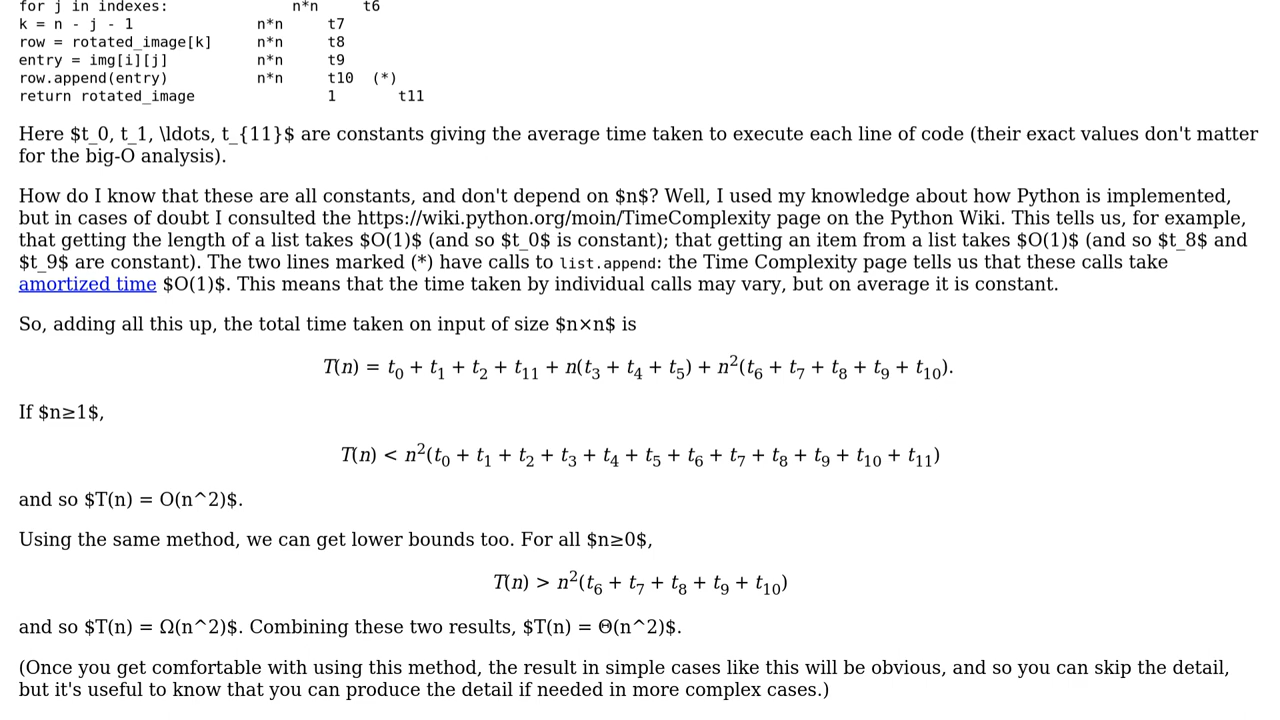 for j in indexes:               n*n     t6
k = n - j - 1               n*n     t7
row = rotated_image[k]     n*n     t8
entry = img[i][j]          n*n     t9
row.append(entry)          n*n     t10  (*)
return rotated_image                1       t11
Here $t_0, t_1, \ldots, t_{11}$ are constants giving the average time taken to execute each line of code (their exact values don't matter
for the big-O analysis).
How do I know that these are all constants, and don't depend on $n$? Well, I used my knowledge about how Python is implemented,
but in cases of doubt I consulted the https://wiki.python.org/moin/TimeComplexity page on the Python Wiki. This tells us, for example,
that getting the length of a list takes $O(1)$ (and so $t_0$ is constant); that getting an item from a list takes $O(1)$ (and so $t_8$ and
$t_9$ are constant). The two lines marked (*) have calls to list.append: the Time Complexity page tells us that these calls take
amortized time $O(1)$. This means that the time taken by individual calls may vary, but on average it is constant.
So, adding all this up, the total time taken on input of size $n×n$ is
T(n) = t₀ + t₁ + t₂ + t₁₁ + n(t₃ + t₄ + t₅) + n²(t₆ + t₇ + t₈ + t₉ + t₁₀).
If $n≥1$,
T(n) < n²(t₀ + t₁ + t₂ + t₃ + t₄ + t₅ + t₆ + t₇ + t₈ + t₉ + t₁₀ + t₁₁)
and so $T(n) = O(n^2)$.
Using the same method, we can get lower bounds too. For all $n≥0$,
T(n) > n²(t₆ + t₇ + t₈ + t₉ + t₁₀)
and so $T(n) = Ω(n^2)$. Combining these two results, $T(n) = Θ(n^2)$.
(Once you get comfortable with using this method, the result in simple cases like this will be obvious, and so you can skip the detail,
but it's useful to know that you can produce the detail if needed in more complex cases.)